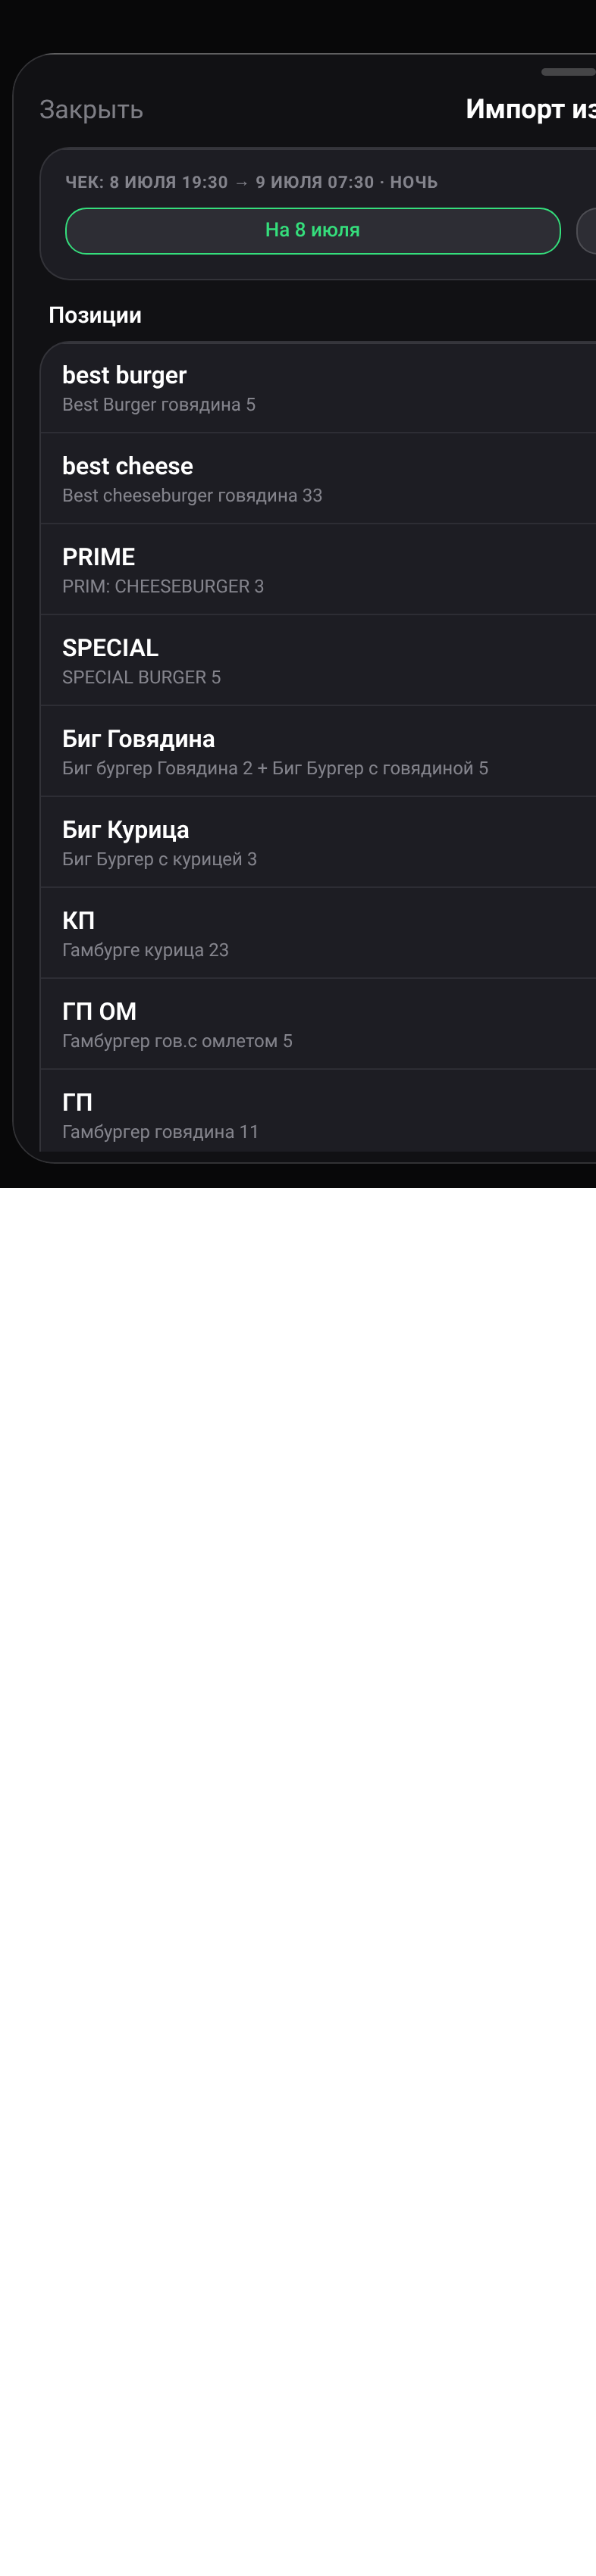 Закрыть
Импорт из
ЧЕК: 8 ИЮЛЯ 19:30 → 9 ИЮЛЯ 07:30 · НОЧЬ
На 8 июля
Позиции
best burger
Best Burger говядина 5
best cheese
Best cheeseburger говядина 33
PRIME
PRIM: CHEESEBURGER 3
SPECIAL
SPECIAL BURGER 5
Биг Говядина
Биг бургер Говядина 2 + Биг Бургер с говядиной 5
Биг Курица
Биг Бургер с курицей 3
КП
Гамбурге курица 23
ГП ОМ
Гамбургер гов.с омлетом 5
ГП
Гамбургер говядина 11